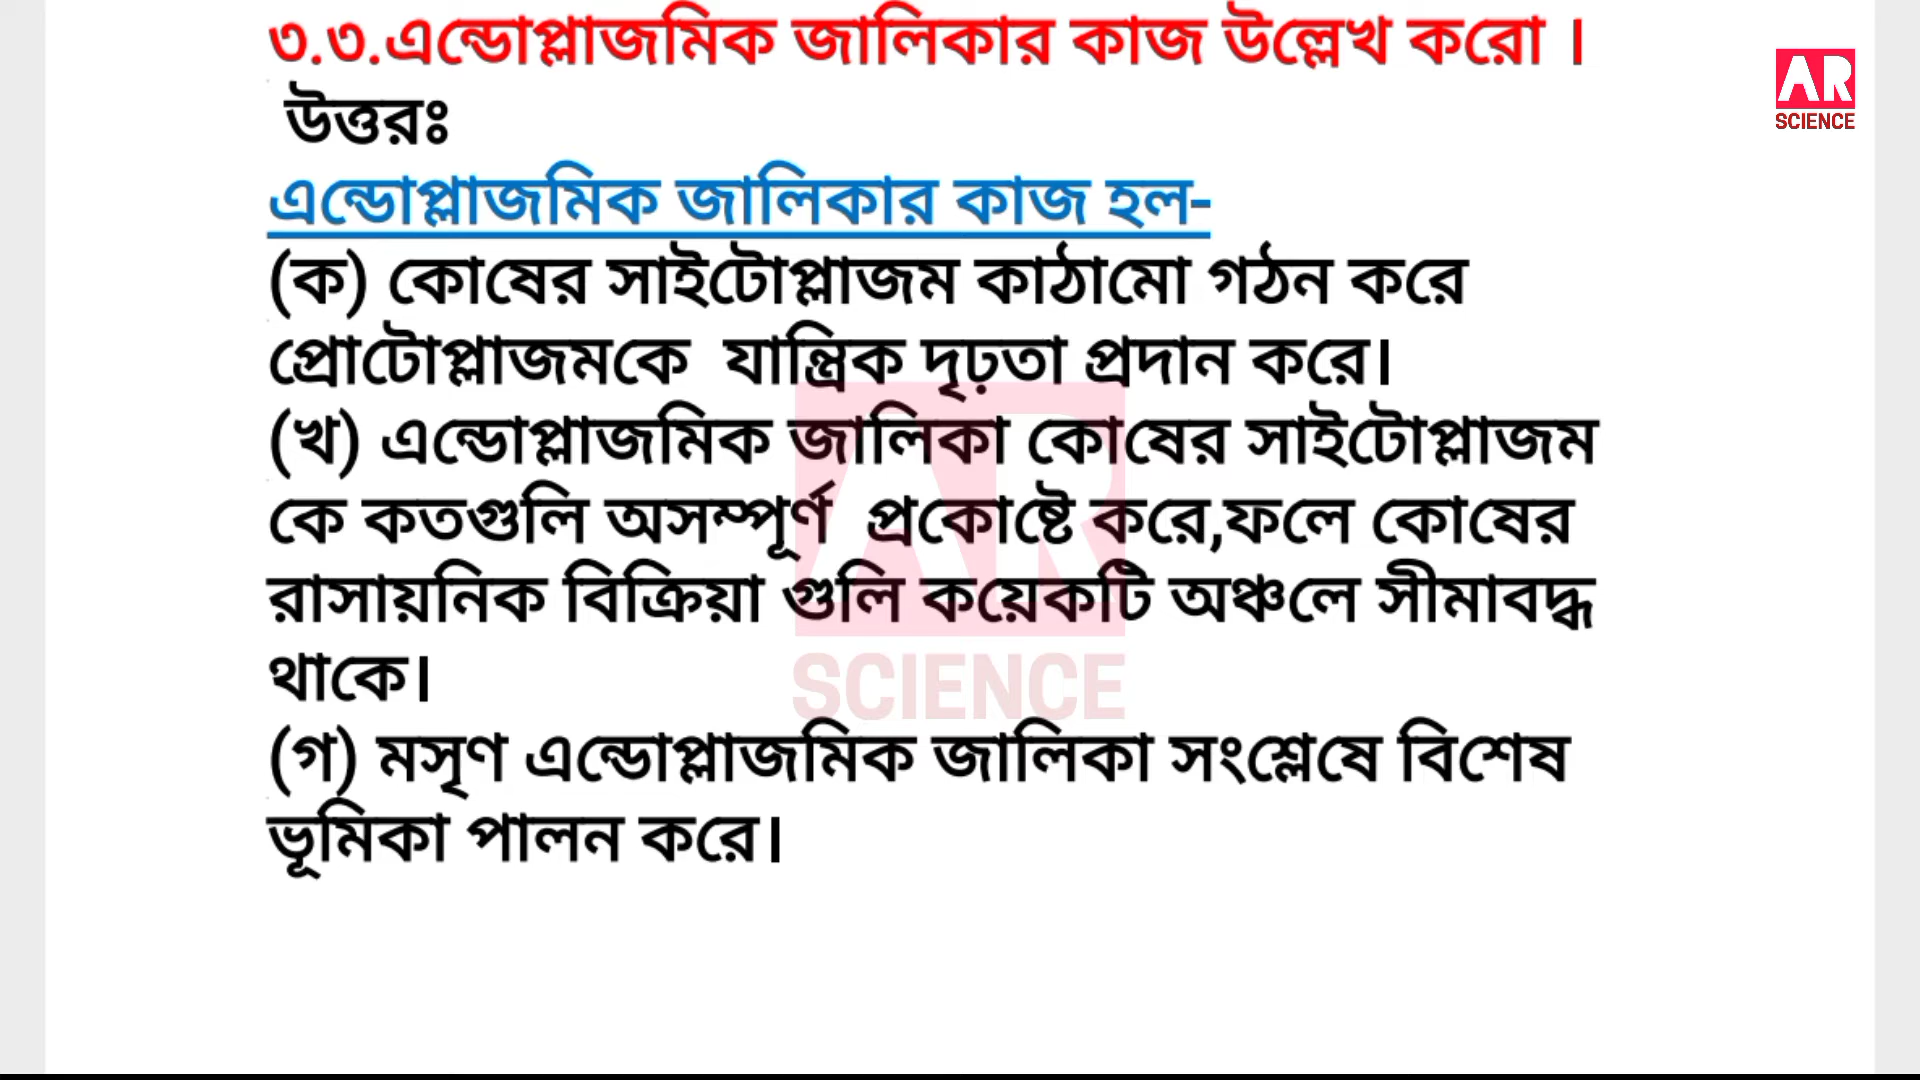 ৩.৩.এন্ডোপ্লাজমিক জালিকার কাজ উল্লেখ করো ।
উত্তরঃ
এন্ডোপ্লাজমিক জালিকার কাজ হল-
(ক) কোষের সাইটোপ্লাজম কাঠামো গঠন করে
প্রোটোপ্লাজমকে যান্ত্রিক দৃঢ়তা প্রদান করে।
(খ) এন্ডোপ্লাজমিক জালিকা কোষের সাইটোপ্লাজম
কে কতগুলি অসম্পূর্ণ প্রকোষ্টে করে,ফলে কোষের
রাসায়নিক বিক্রিয়া গুলি কয়েকটি অঞ্চলে সীমাবদ্ধ
থাকে।
(গ) মসৃণ এন্ডোপ্লাজমিক জালিকা সংশ্লেষে বিশেষ
ভূমিকা পালন করে।
AR
SCIENCE
AR
SCIENCE